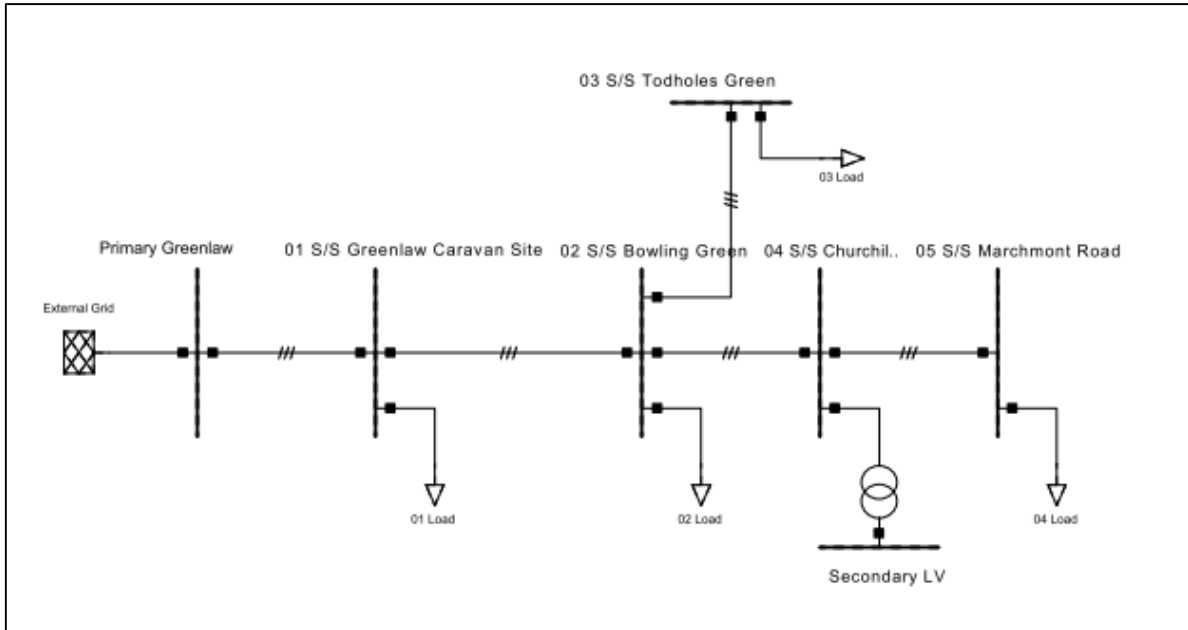 03 S/S Todholes Green
03 Load
Primary Greenlaw
01 S/S Greenlaw Caravan Site
02 S/S Bowling Green
04 S/S Churchil..
05 S/S Marchmont Road
External Grid
01 Load
02 Load
04 Load
Secondary LV